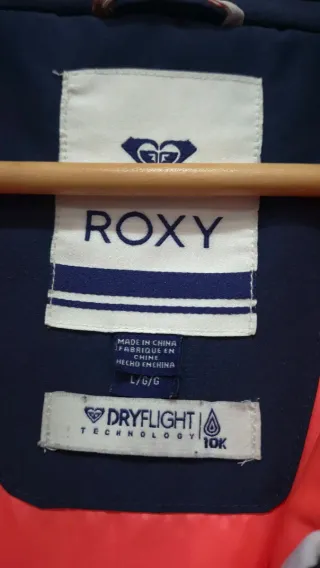 ROXY
MADE IN CHINA
FABRIQUE EN
CHINE
HECHO EN CHINA
L/G/G
DRYFLIGHT
TECHNOLOGY
10K